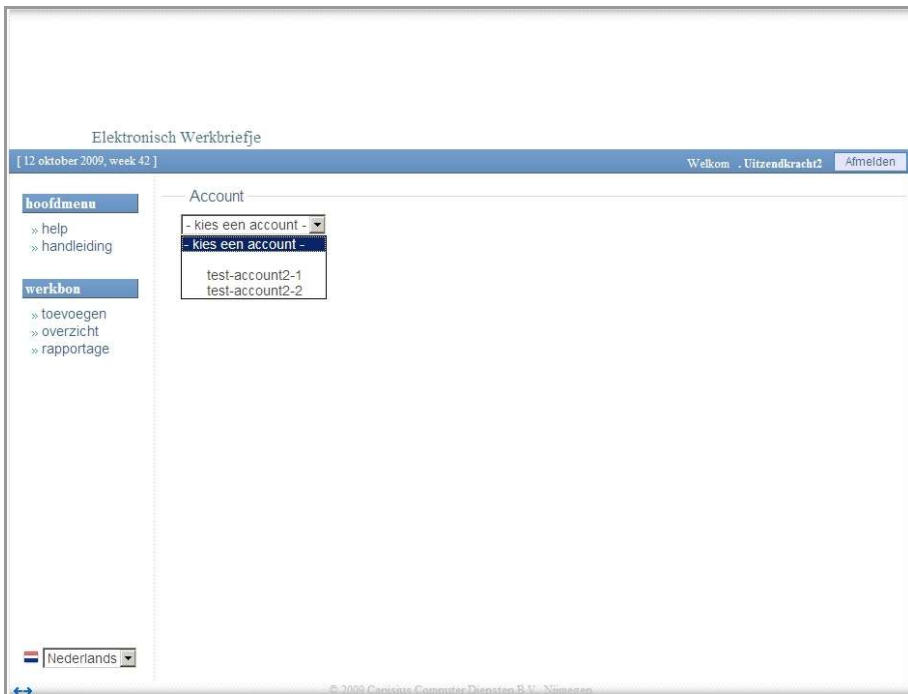 Elektronisch Werkbriefje
[ 12 oktober 2009, week 42 ]
Welkom . Uitzendkracht2 Afmelden
hoofdmenu
» help
» handleiding
werkbon
» toevoegen
» overzicht
» rapportage
Account
- kies een account -
- kies een account -
test-account2-1
test-account2-2
Nederlands
© 2009 Canisius Computer Diensten B.V., Nijmegen